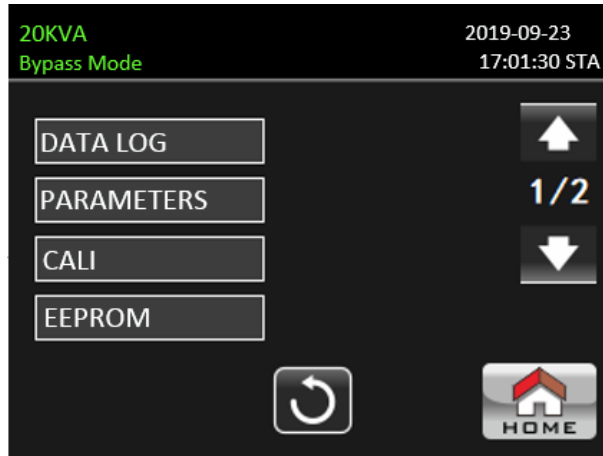 20KVA
2019-09-23
Bypass Mode
17:01:30 STA
DATA LOG
PARAMETERS
1/2
CALI
EEPROM
HOME